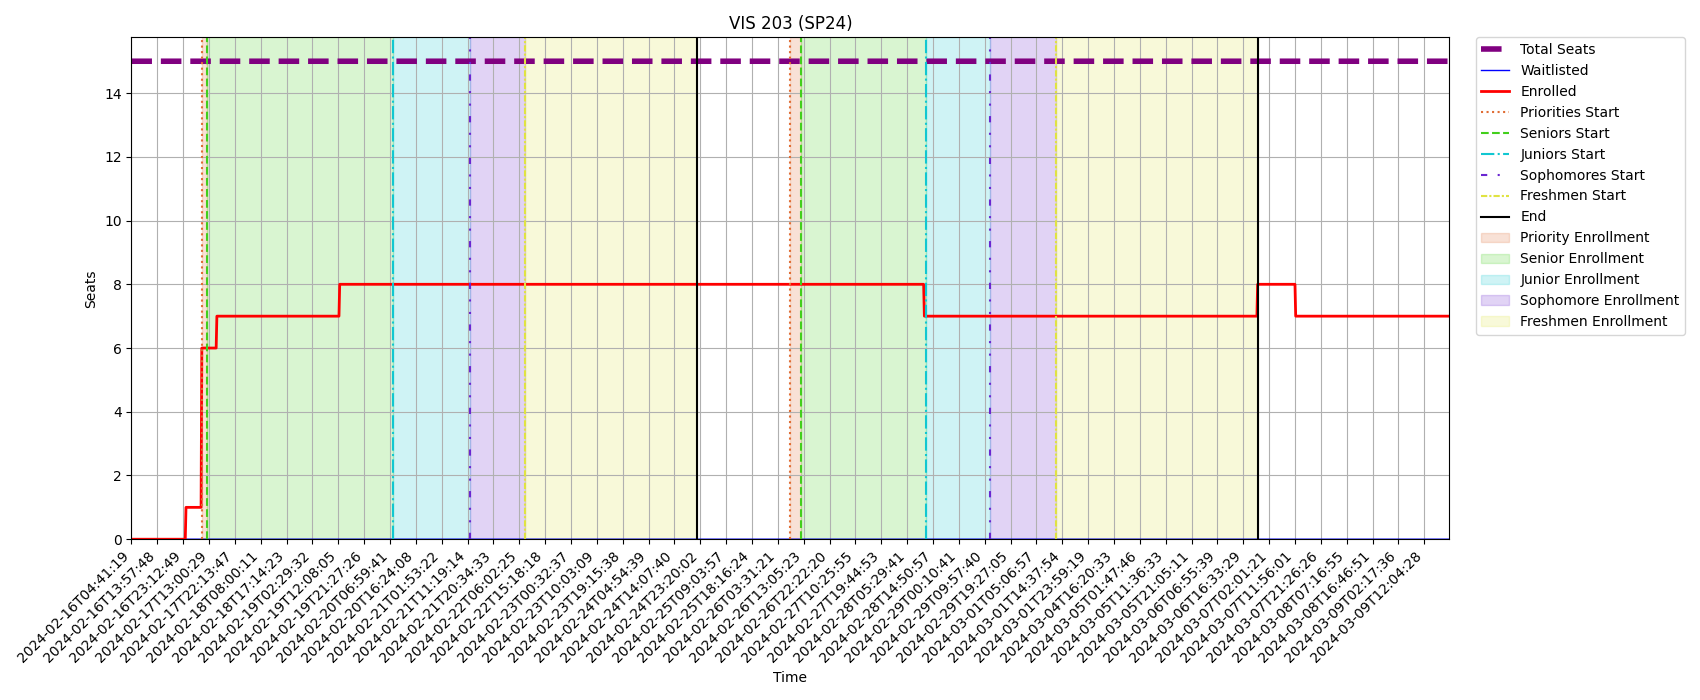 VIS 203 (SP24)
Seats
14
12
10
8
6
4
2
0
Total Seats
Waitlisted
Enrolled
Priorities Start
Seniors Start
Juniors Start
Sophomores Start
Freshmen Start
End
Priority Enrollment
Senior Enrollment
Junior Enrollment
Sophomore Enrollment
Freshmen Enrollment
2024-02-16T04:41:19
2024-02-16T13:57:48
2024-02-16T23:12:49
2024-02-17T13:00:29
2024-02-17T22:13:47
2024-02-18T08:00:11
2024-02-18T17:14:23
2024-02-19T02:29:32
2024-02-19T12:08:05
2024-02-19T21:27:26
2024-02-20T06:59:41
2024-02-20T16:24:08
2024-02-21T01:53:22
2024-02-21T11:19:14
2024-02-21T20:34:33
2024-02-22T06:02:25
2024-02-22T15:18:18
2024-02-23T00:32:37
2024-02-23T10:03:09
2024-02-23T19:15:38
2024-02-24T04:54:39
2024-02-24T14:07:40
2024-02-24T23:20:02
2024-02-25T09:03:57
2024-02-25T18:16:24
2024-02-26T03:31:21
2024-02-26T13:05:23
2024-02-26T22:22:20
2024-02-27T10:25:55
2024-02-27T19:44:53
2024-02-28T05:29:41
2024-02-28T14:50:57
2024-02-29T00:10:41
2024-02-29T09:57:40
2024-02-29T19:27:05
2024-03-01T05:06:57
2024-03-01T14:37:54
2024-03-01T23:59:19
2024-03-04T16:20:33
2024-03-05T01:47:46
2024-03-05T11:36:33
2024-03-05T21:05:11
2024-03-06T06:55:39
2024-03-06T16:33:29
2024-03-07T02:01:21
2024-03-07T11:56:01
2024-03-07T21:26:26
2024-03-08T07:16:55
2024-03-08T16:46:51
2024-03-09T02:17:36
2024-03-09T12:04:28
Time